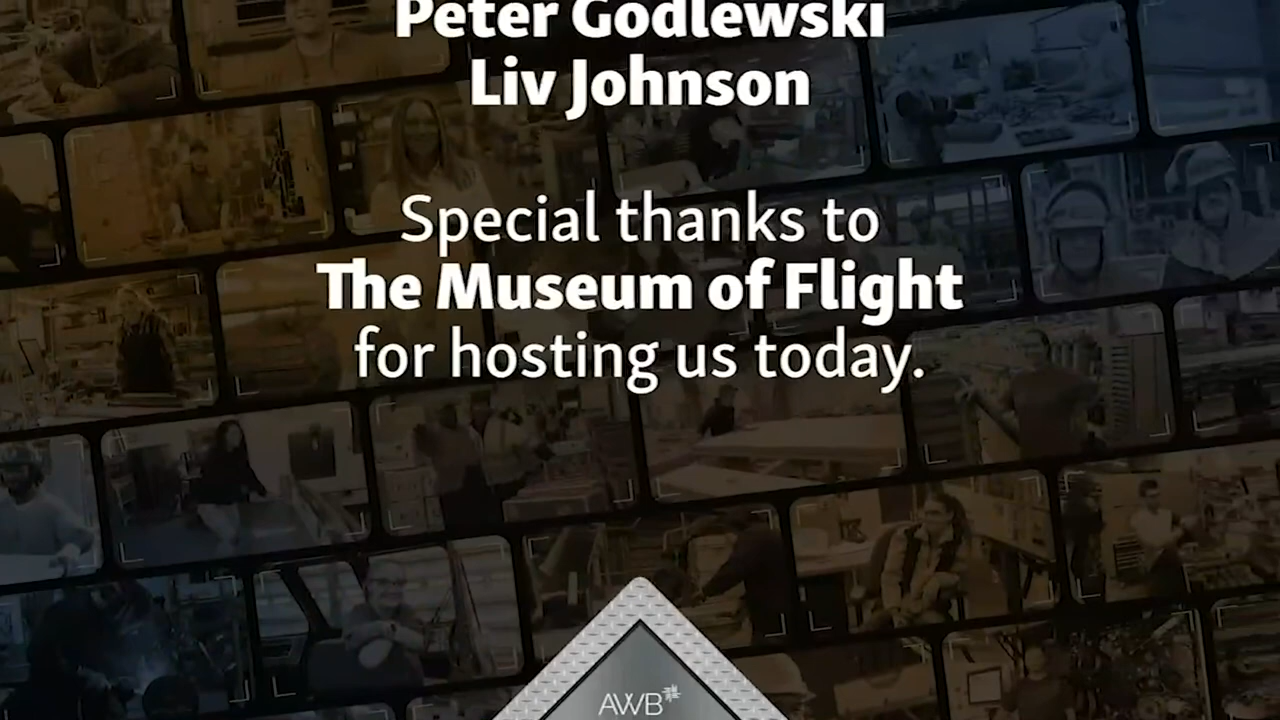 Peter Godlewski
Liv Johnson
Special thanks to
The Museum of Flight
for hosting us today.
AWB